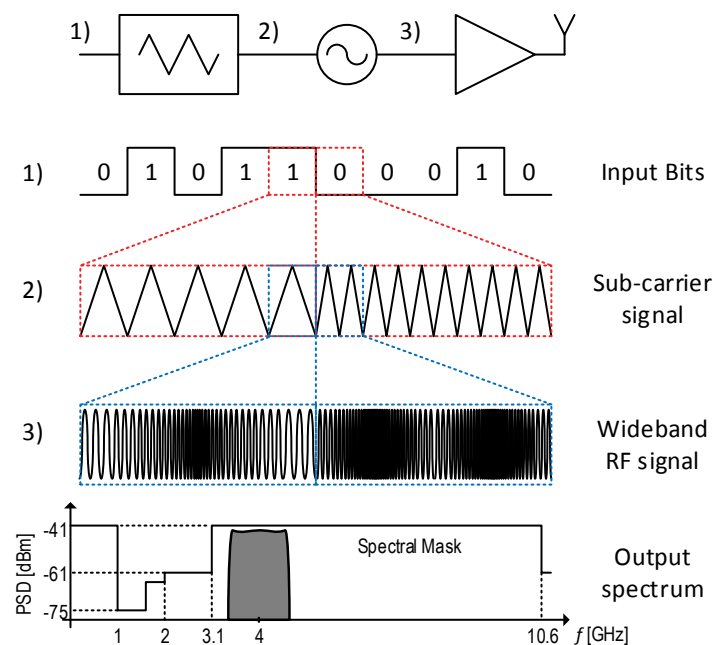 1) 2) 3)
1) 0 1 0 1 1 0 0 0 1 0 Input Bits
2) Sub-carrier
signal
3) Wideband
RF signal
PSD [dBm]
-41
-61
-75
Spectral Mask
Output
spectrum
1 2 3.1 4 10.6 f [GHz]